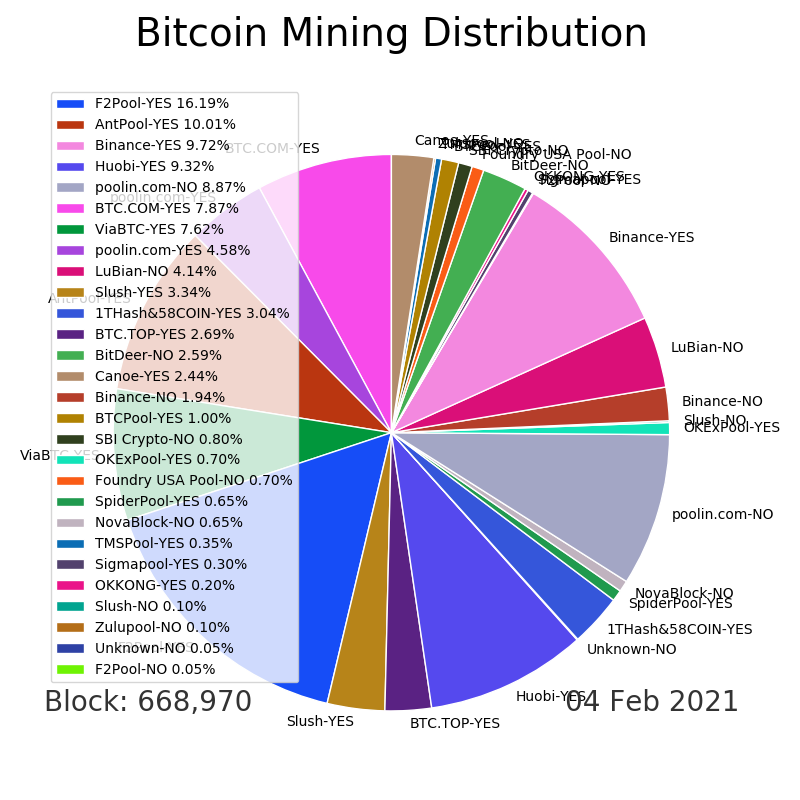 Bitcoin Mining Distribution
F2Pool-YES 16.19%
AntPool-YES 10.01%
Binance-YES 9.72%
Huobi-YES 9.32%
poolin.com-NO 8.87%
BTC.COM-YES 7.87%
ViaBTC-YES 7.62%
poolin.com-YES 4.58%
LuBian-NO 4.14%
Slush-YES 3.34%
1THash&58COIN-YES 3.04%
BTC.TOP-YES 2.69%
BitDeer-NO 2.59%
Canoe-YES 2.44%
Binance-NO 1.94%
BTCPool-YES 1.00%
SBI Crypto-NO 0.80%
OKExPool-YES 0.70%
Foundry USA Pool-NO 0.70%
SpiderPool-YES 0.65%
NovaBlock-NO 0.65%
TMSPool-YES 0.35%
Sigmapool-YES 0.30%
OKKONG-YES 0.20%
Slush-NO 0.10%
Zulupool-NO 0.10%
Unknown-NO 0.05%
F2Pool-NO 0.05%
Canoe-YES
Foundry USA Pool-NO
BitDeer-NO
OKKONG-YES
Binance-YES
LuBian-NO
Binance-NO
Slush-NO
OKExPool-YES
poolin.com-NO
NovaBlock-NO
SpiderPool-YES
1THash&58COIN-YES
Unknown-NO
Huobi-YES
BTC.TOP-YES
Slush-YES
F2Pool-YES
ViaBTC-YES
AntPool-YES
poolin.com-YES
BTC.COM-YES
Block: 668,970
04 Feb 2021